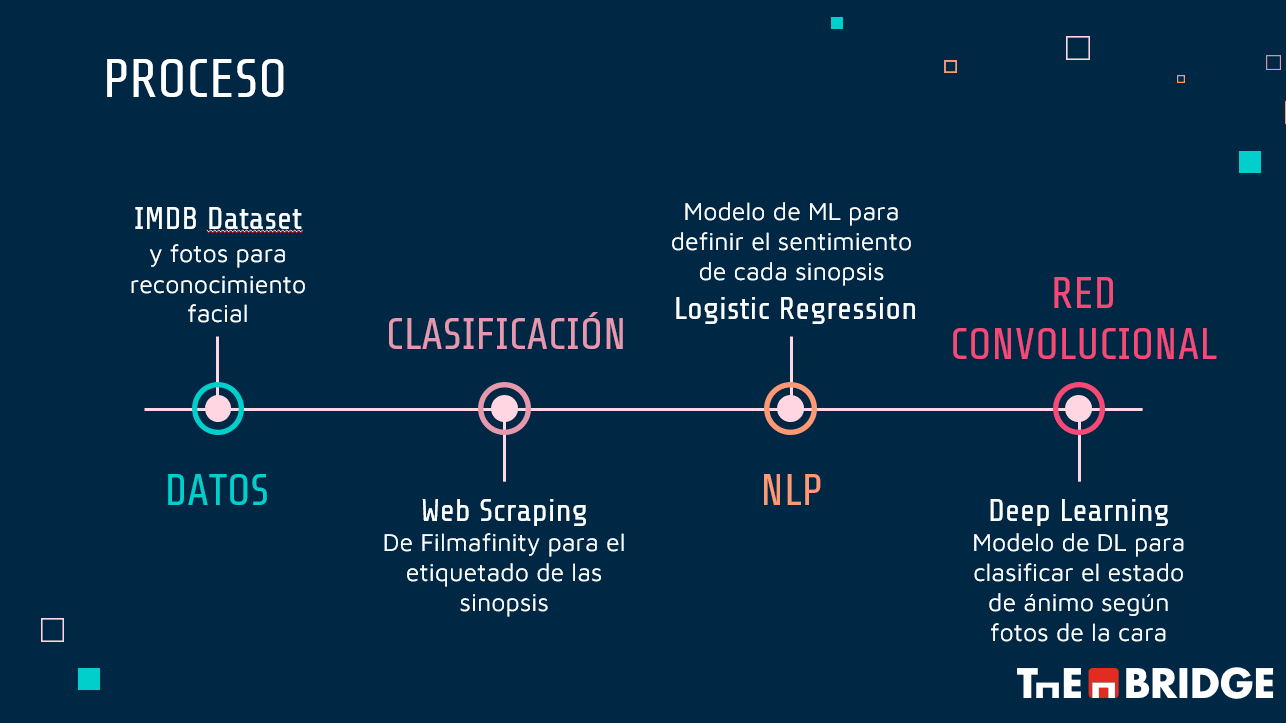 PROCESO
IMDB Dataset
y fotos para
reconocimiento
facial
DATOS
CLASIFICACIÓN
Web Scraping
De Filmafinity para el
etiquetado de las
sinopsis
Modelo de ML para
definir el sentimiento
de cada sinopsis
Logistic Regression
NLP
RED
CONVOLUCIONAL
Deep Learning
Modelo de DL para
clasificar el estado
de ánimo según
fotos de la cara
THE BRIDGE